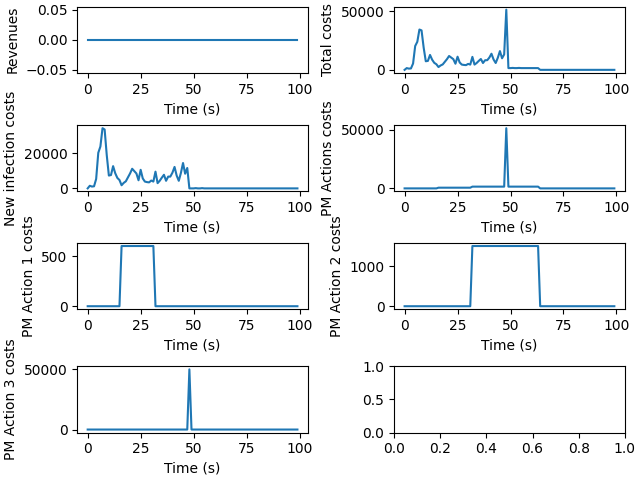 Revenues
0.05
0.00
−0.05
0 25 50 75 100
Time (s)
Total costs
50000
0
0 25 50 75 100
Time (s)
New infection costs
20000
0
0 25 50 75 100
Time (s)
PM Actions costs
50000
0
0 25 50 75 100
Time (s)
PM Action 1 costs
500
0
0 25 50 75 100
Time (s)
PM Action 2 costs
1000
0
0 25 50 75 100
Time (s)
PM Action 3 costs
50000
0
0 25 50 75 100
Time (s)
1.0
0.5
0.0
0.0 0.2 0.4 0.6 0.8 1.0